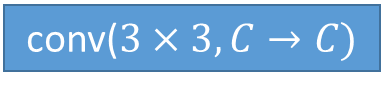 conv(3 × 3, C → C)